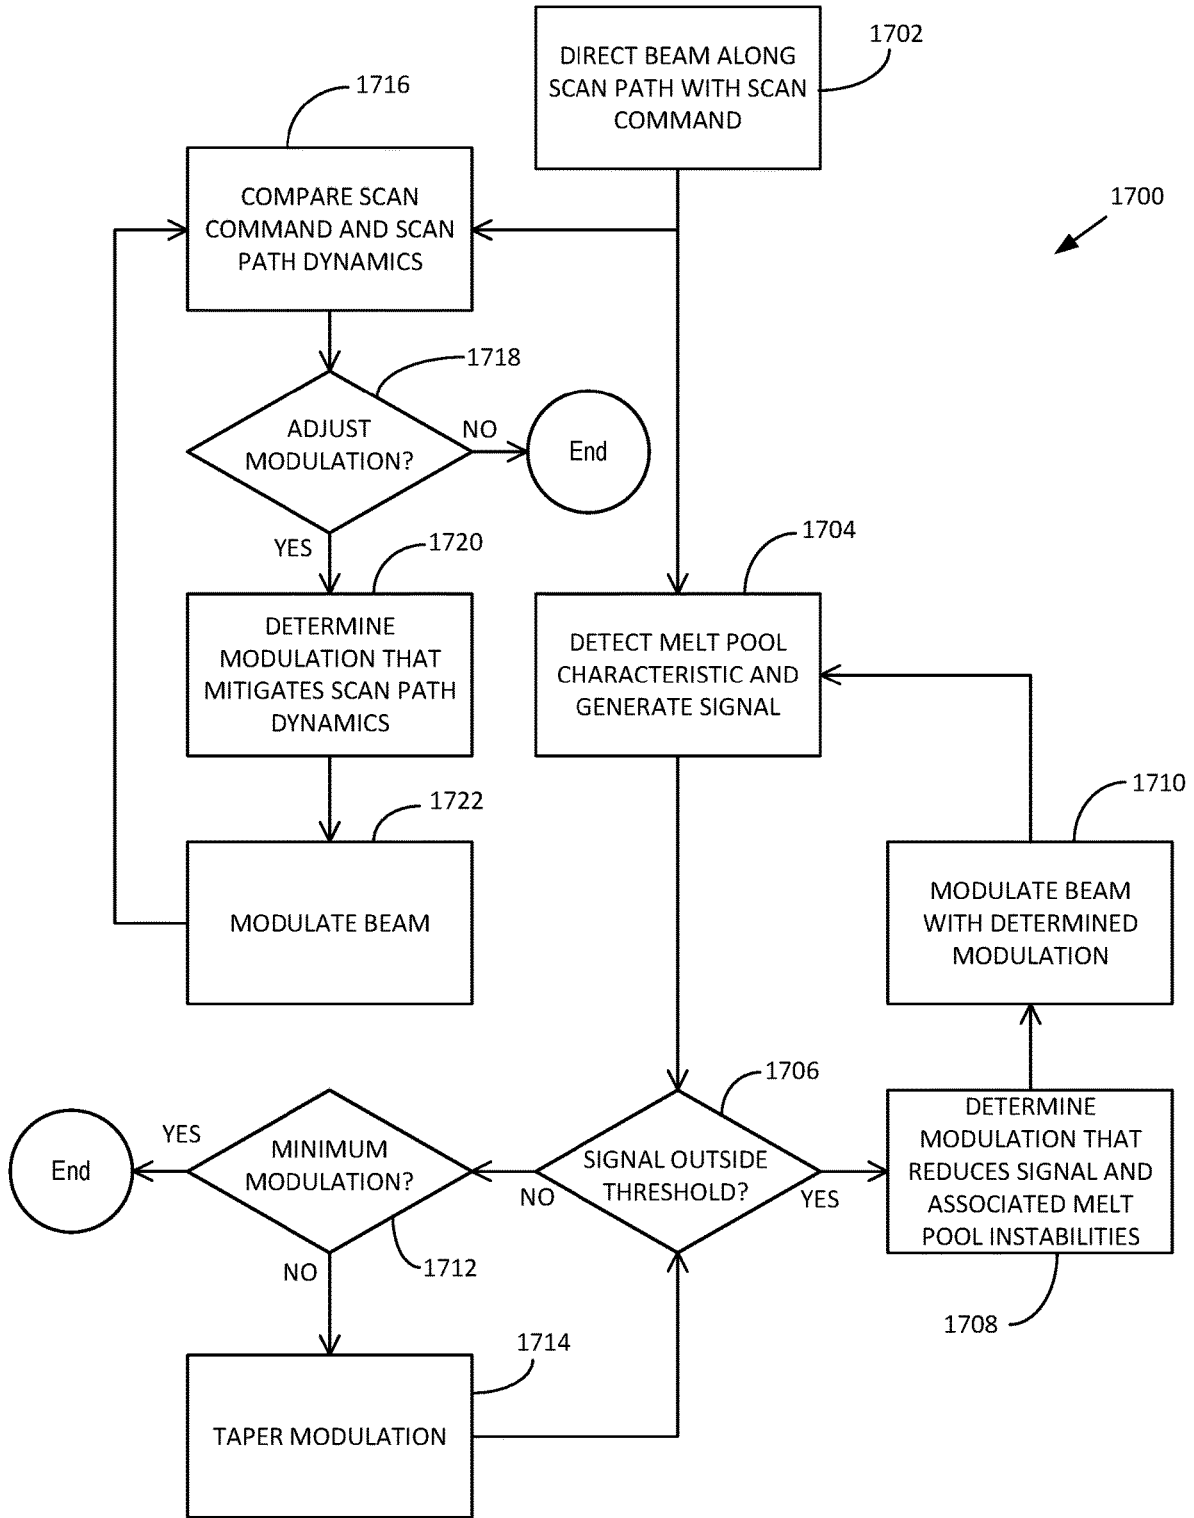 DIRECT BEAM ALONG
SCAN PATH WITH SCAN
COMMAND
1702
1716
COMPARE SCAN
COMMAND AND SCAN
PATH DYNAMICS
1700
1718
ADJUST
MODULATION?
NO
End
YES
1720
DETERMINE
MODULATION THAT
MITIGATES SCAN PATH
DYNAMICS
1704
DETECT MELT POOL
CHARACTERISTIC AND
GENERATE SIGNAL
1722
MODULATE BEAM
1710
MODULATE BEAM
WITH DETERMINED
MODULATION
1706
SIGNAL OUTSIDE
THRESHOLD?
NO
YES
DETERMINE
MODULATION THAT
REDUCES SIGNAL AND
ASSOCIATED MELT
POOL INSTABILITIES
1708
MINIMUM
MODULATION?
YES
End
NO
1712
1714
TAPER MODULATION